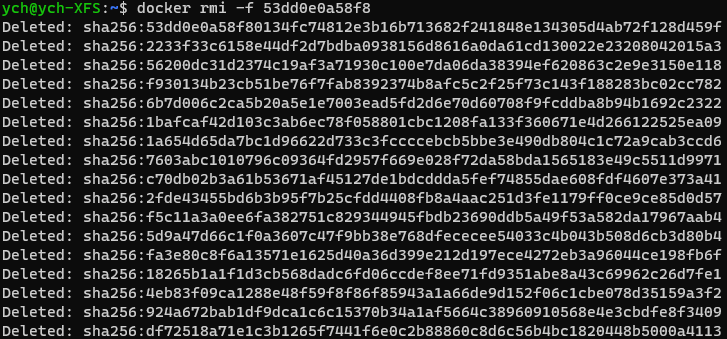 ych@ych-XFS:~$ docker rmi -f 53dd0e0a58f8
Deleted: sha256:53dd0e0a58f80134fc74812e3b16b713682f241848e134305d4ab72f128d459f
Deleted: sha256:2233f33c6158e44df2d7bdba0938156d8616a0da61cd130022e23208042015a3
Deleted: sha256:56200dc31d2374c19af3a71930c100e7da06da38394ef620863c2e9e3150e118
Deleted: sha256:f930134b23cb51be76f7fab8392374b8afc5c2f25f73c143f188283bc02cc782
Deleted: sha256:6b7d006c2ca5b20a5e1e7003ead5fd2d6e70d60708f9fcddba8b94b1692c2322
Deleted: sha256:1bafcaf42d103c3ab6ec78f058801cbc1208fa133f360671e4d266122525ea09
Deleted: sha256:1a654d65da7bc1d96622d733c3fccccebcb5bbe3e490db804c1c72a9cab3ccd6
Deleted: sha256:7603abc1010796c09364fd2957f669e028f72da58bda1565183e49c5511d9971
Deleted: sha256:c70db02b3a61b53671af45127de1bdcddda5fef74855dae608fdf4607e373a41
Deleted: sha256:2fde43455bd6b3b95f7b25cfdd4408fb8a4aac251d3fe1179ff0ce9ce85d0d57
Deleted: sha256:f5c11a3a0ee6fa382751c829344945fbdb23690ddb5a49f53a582da17967aab4
Deleted: sha256:5d9a47d66c1f0a3607c47f9bb38e768dfececee54033c4b043b508d6cb3d80b4
Deleted: sha256:fa3e80c8f6a13571e1625d40a36d399e212d197ece4272eb3a96044ce198fb6f
Deleted: sha256:18265b1a1f1d3cb568dadc6fd06ccdef8ee71fd9351abe8a43c69962c26d7fe1
Deleted: sha256:4eb83f09ca1288e48f59f8f86f85943a1a66de9d152f06c1cbe078d35159a3f2
Deleted: sha256:924a672bab1df9dca1c6c15370b34a1af5664c38960910568e4e3cbdfe8f3409
Deleted: sha256:df72518a71e1c3b1265f7441f6e0c2b88860c8d6c56b4bc1820448b5000a4113